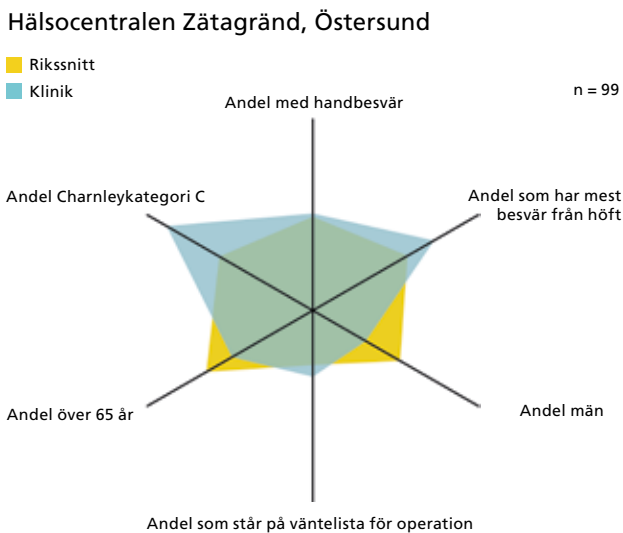 Hälsocentralen Zätagränd, Östersund
Rikssnitt
Klinik
n = 99
Andel med handbesvär
Andel Charnleykategori C
Andel som har mest
besvär från höft
Andel över 65 år
Andel män
Andel som står på väntelista för operation